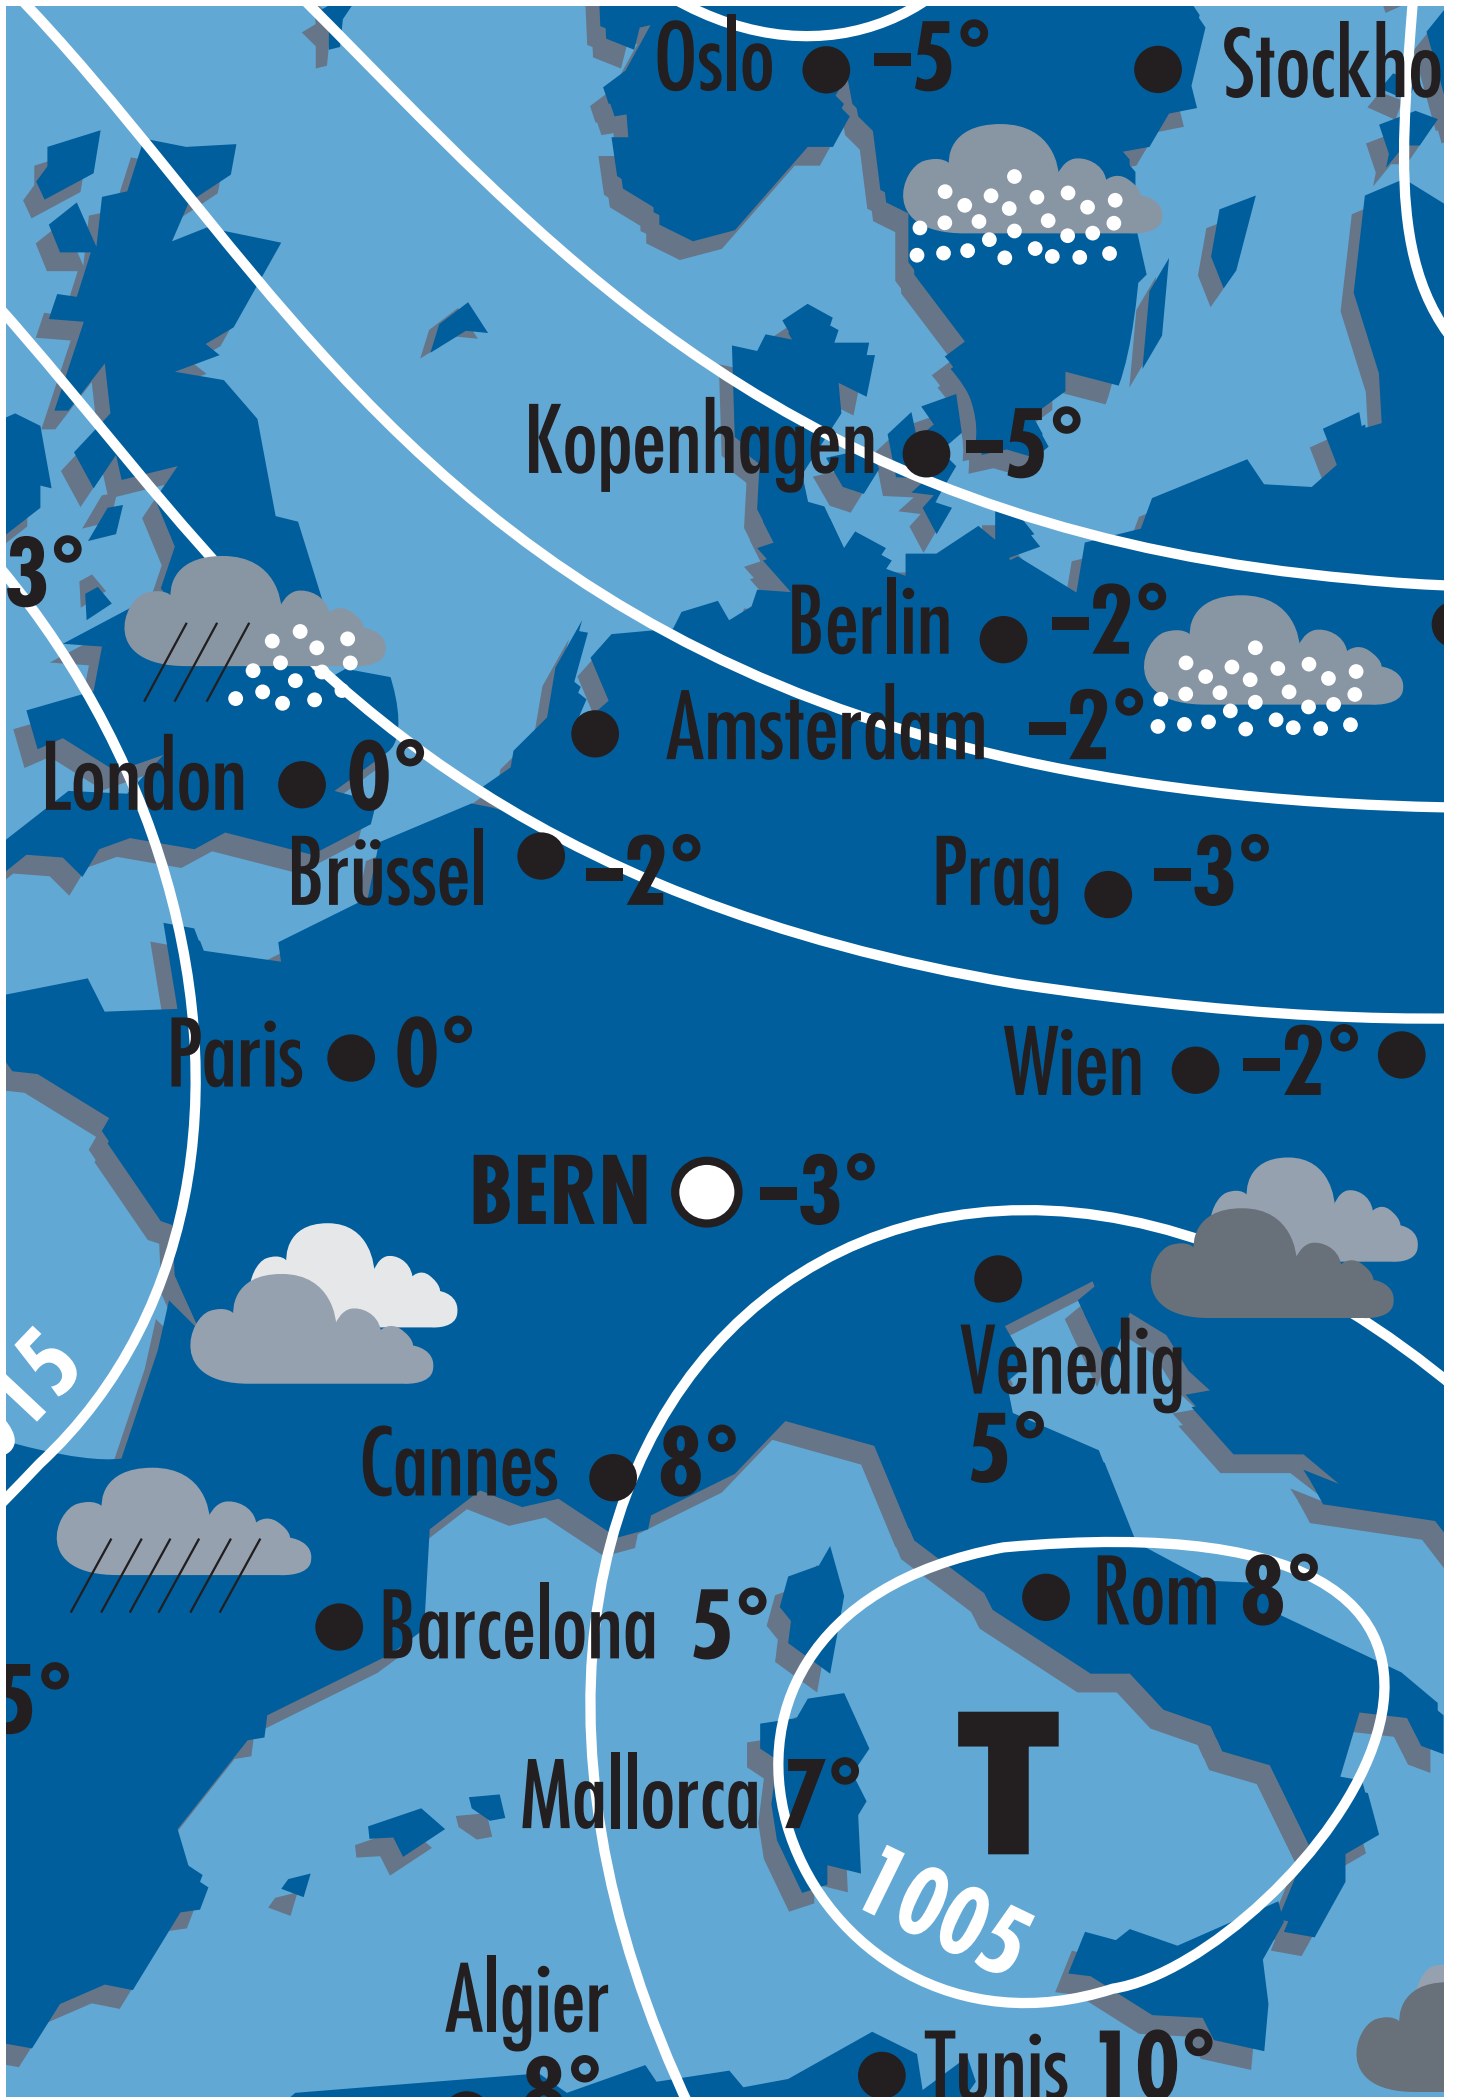 Oslo –5°
Stockho
Kopenhagen –5°
3°
Berlin –2°
Amsterdam –2°
London 0°
Brüssel –2°
Prag –3°
Paris 0°
Wien –2°
BERN –3°
Venedig
5°
15
Cannes 8°
Rom 8°
Barcelona 5°
5°
T
Mallorca 7°
1005
Algier
8°
Tunis 10°